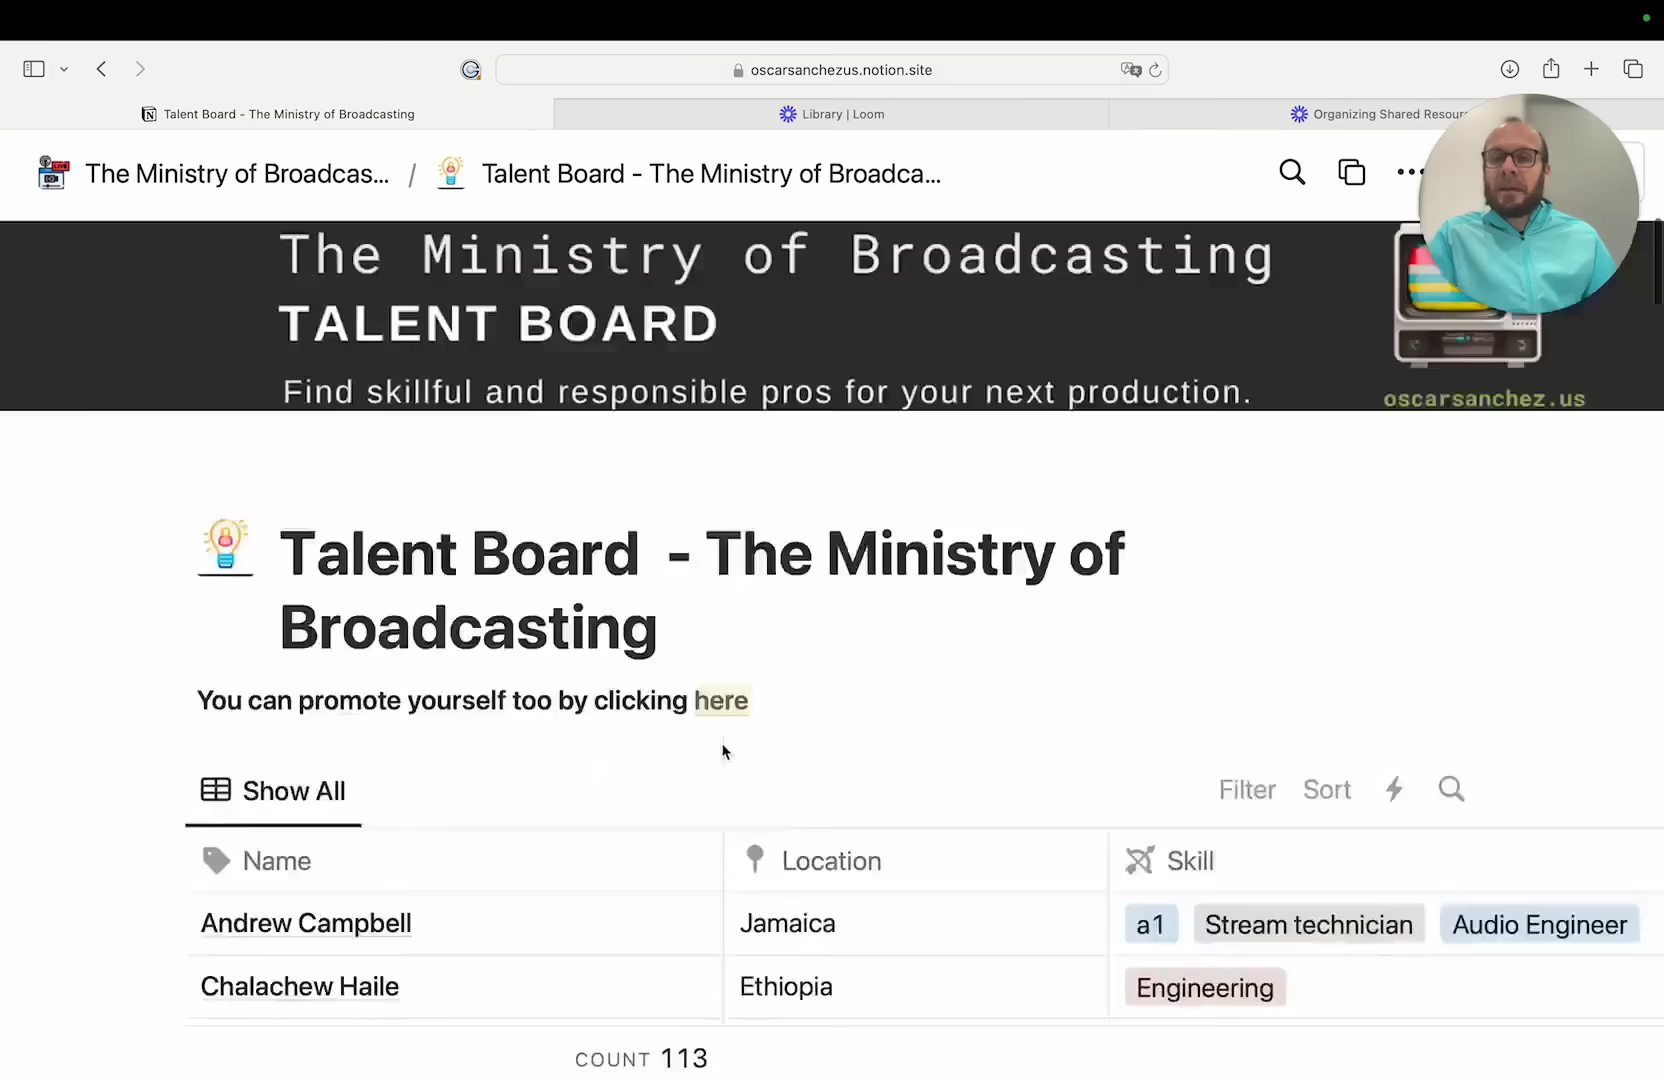 oscarsanchezus.notion.site
Talent Board - The Ministry of Broadcasting
Library | Loom
Organizing Shared Resour
The Ministry of Broadcas... / Talent Board - The Ministry of Broadca...
The Ministry of Broadcasting
TALENT BOARD
Find skillful and responsible pros for your next production.
oscarsanchez.us
Talent Board - The Ministry of
Broadcasting
You can promote yourself too by clicking here
Show All
Filter Sort
Name Location Skill
Andrew Campbell Jamaica a1 Stream technician Audio Engineer
Chalachew Haile Ethiopia Engineering
COUNT 113